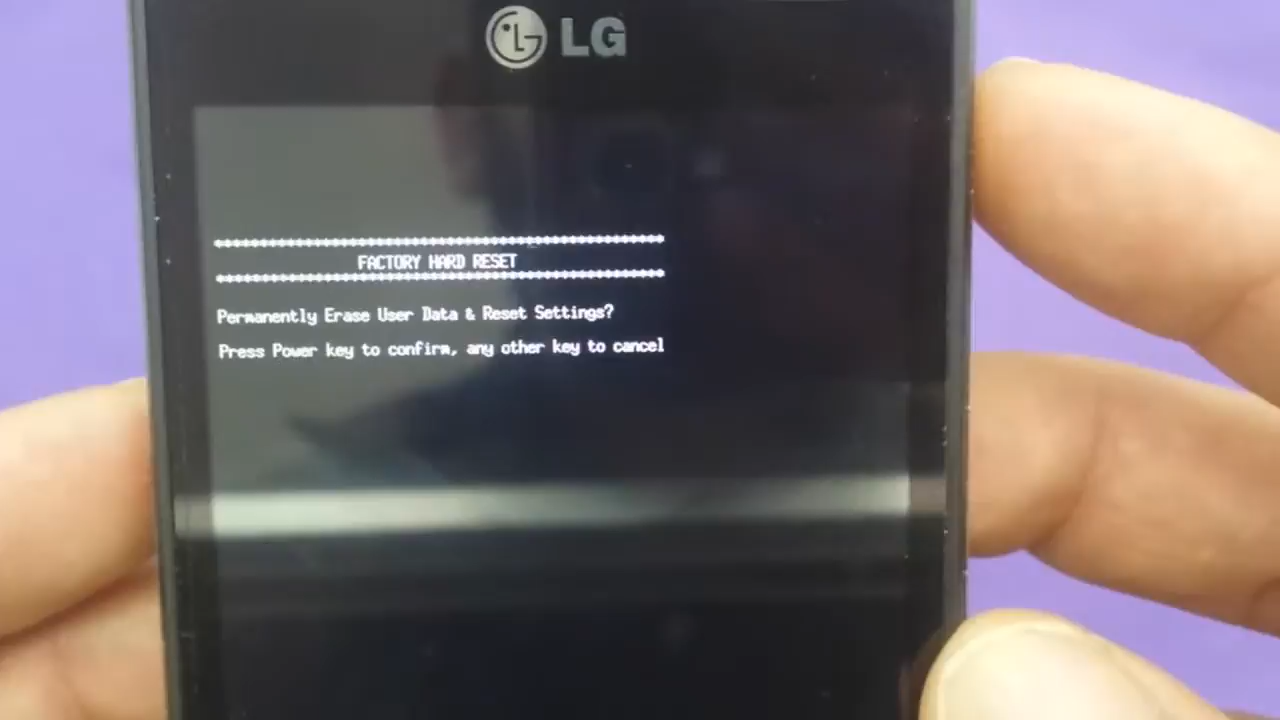 LG
FACTORY HARD RESET
Permanently Erase User Data & Reset Settings?
Press Power key to confirm, any other key to cancel